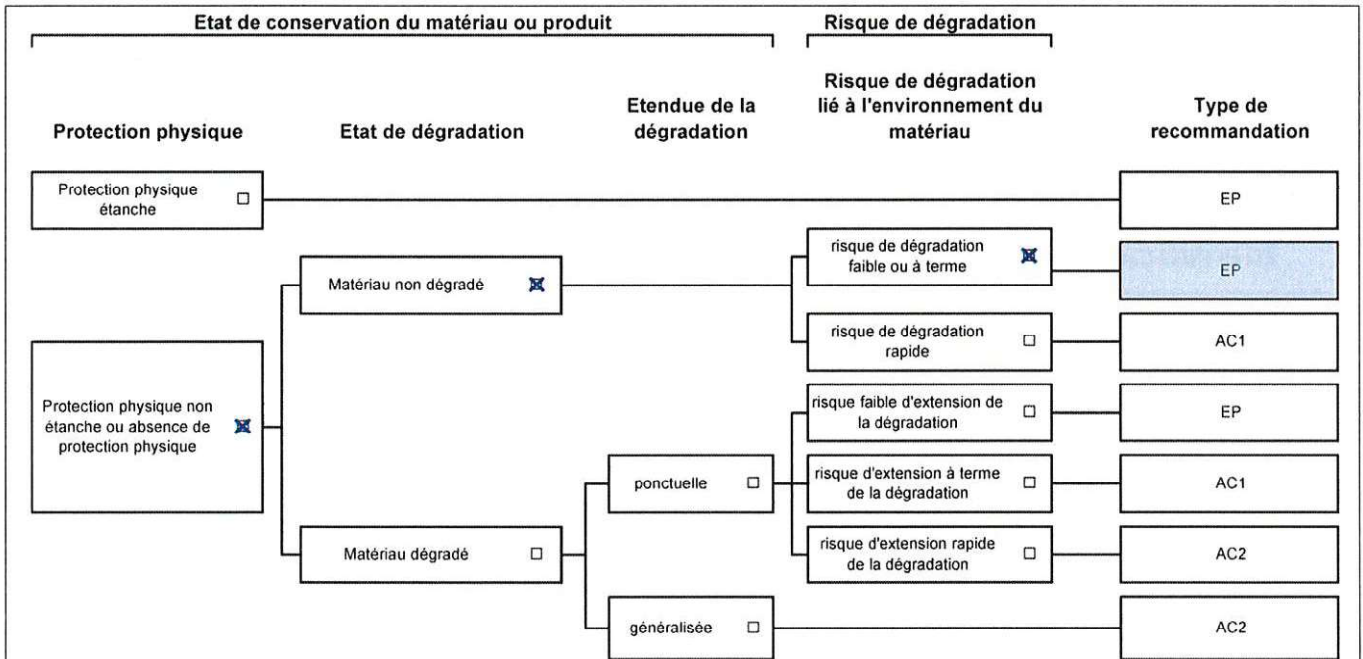 Etat de conservation du matériau ou produit
Risque de dégradation
Protection physique
Etat de dégradation
Etendue de la
dégradation
Risque de dégradation
lié à l'environnement du
matériau
Type de
recommandation
Protection physique
étanche
EP
risque de dégradation
faible ou à terme
EP
Matériau non dégradé
risque de dégradation
rapide
AC1
Protection physique non
étanche ou absence de
protection physique
risque faible d'extension de
la dégradation
EP
ponctuelle
risque d'extension à terme
de la dégradation
AC1
Matériau dégradé
risque d'extension rapide
de la dégradation
AC2
généralisée
AC2